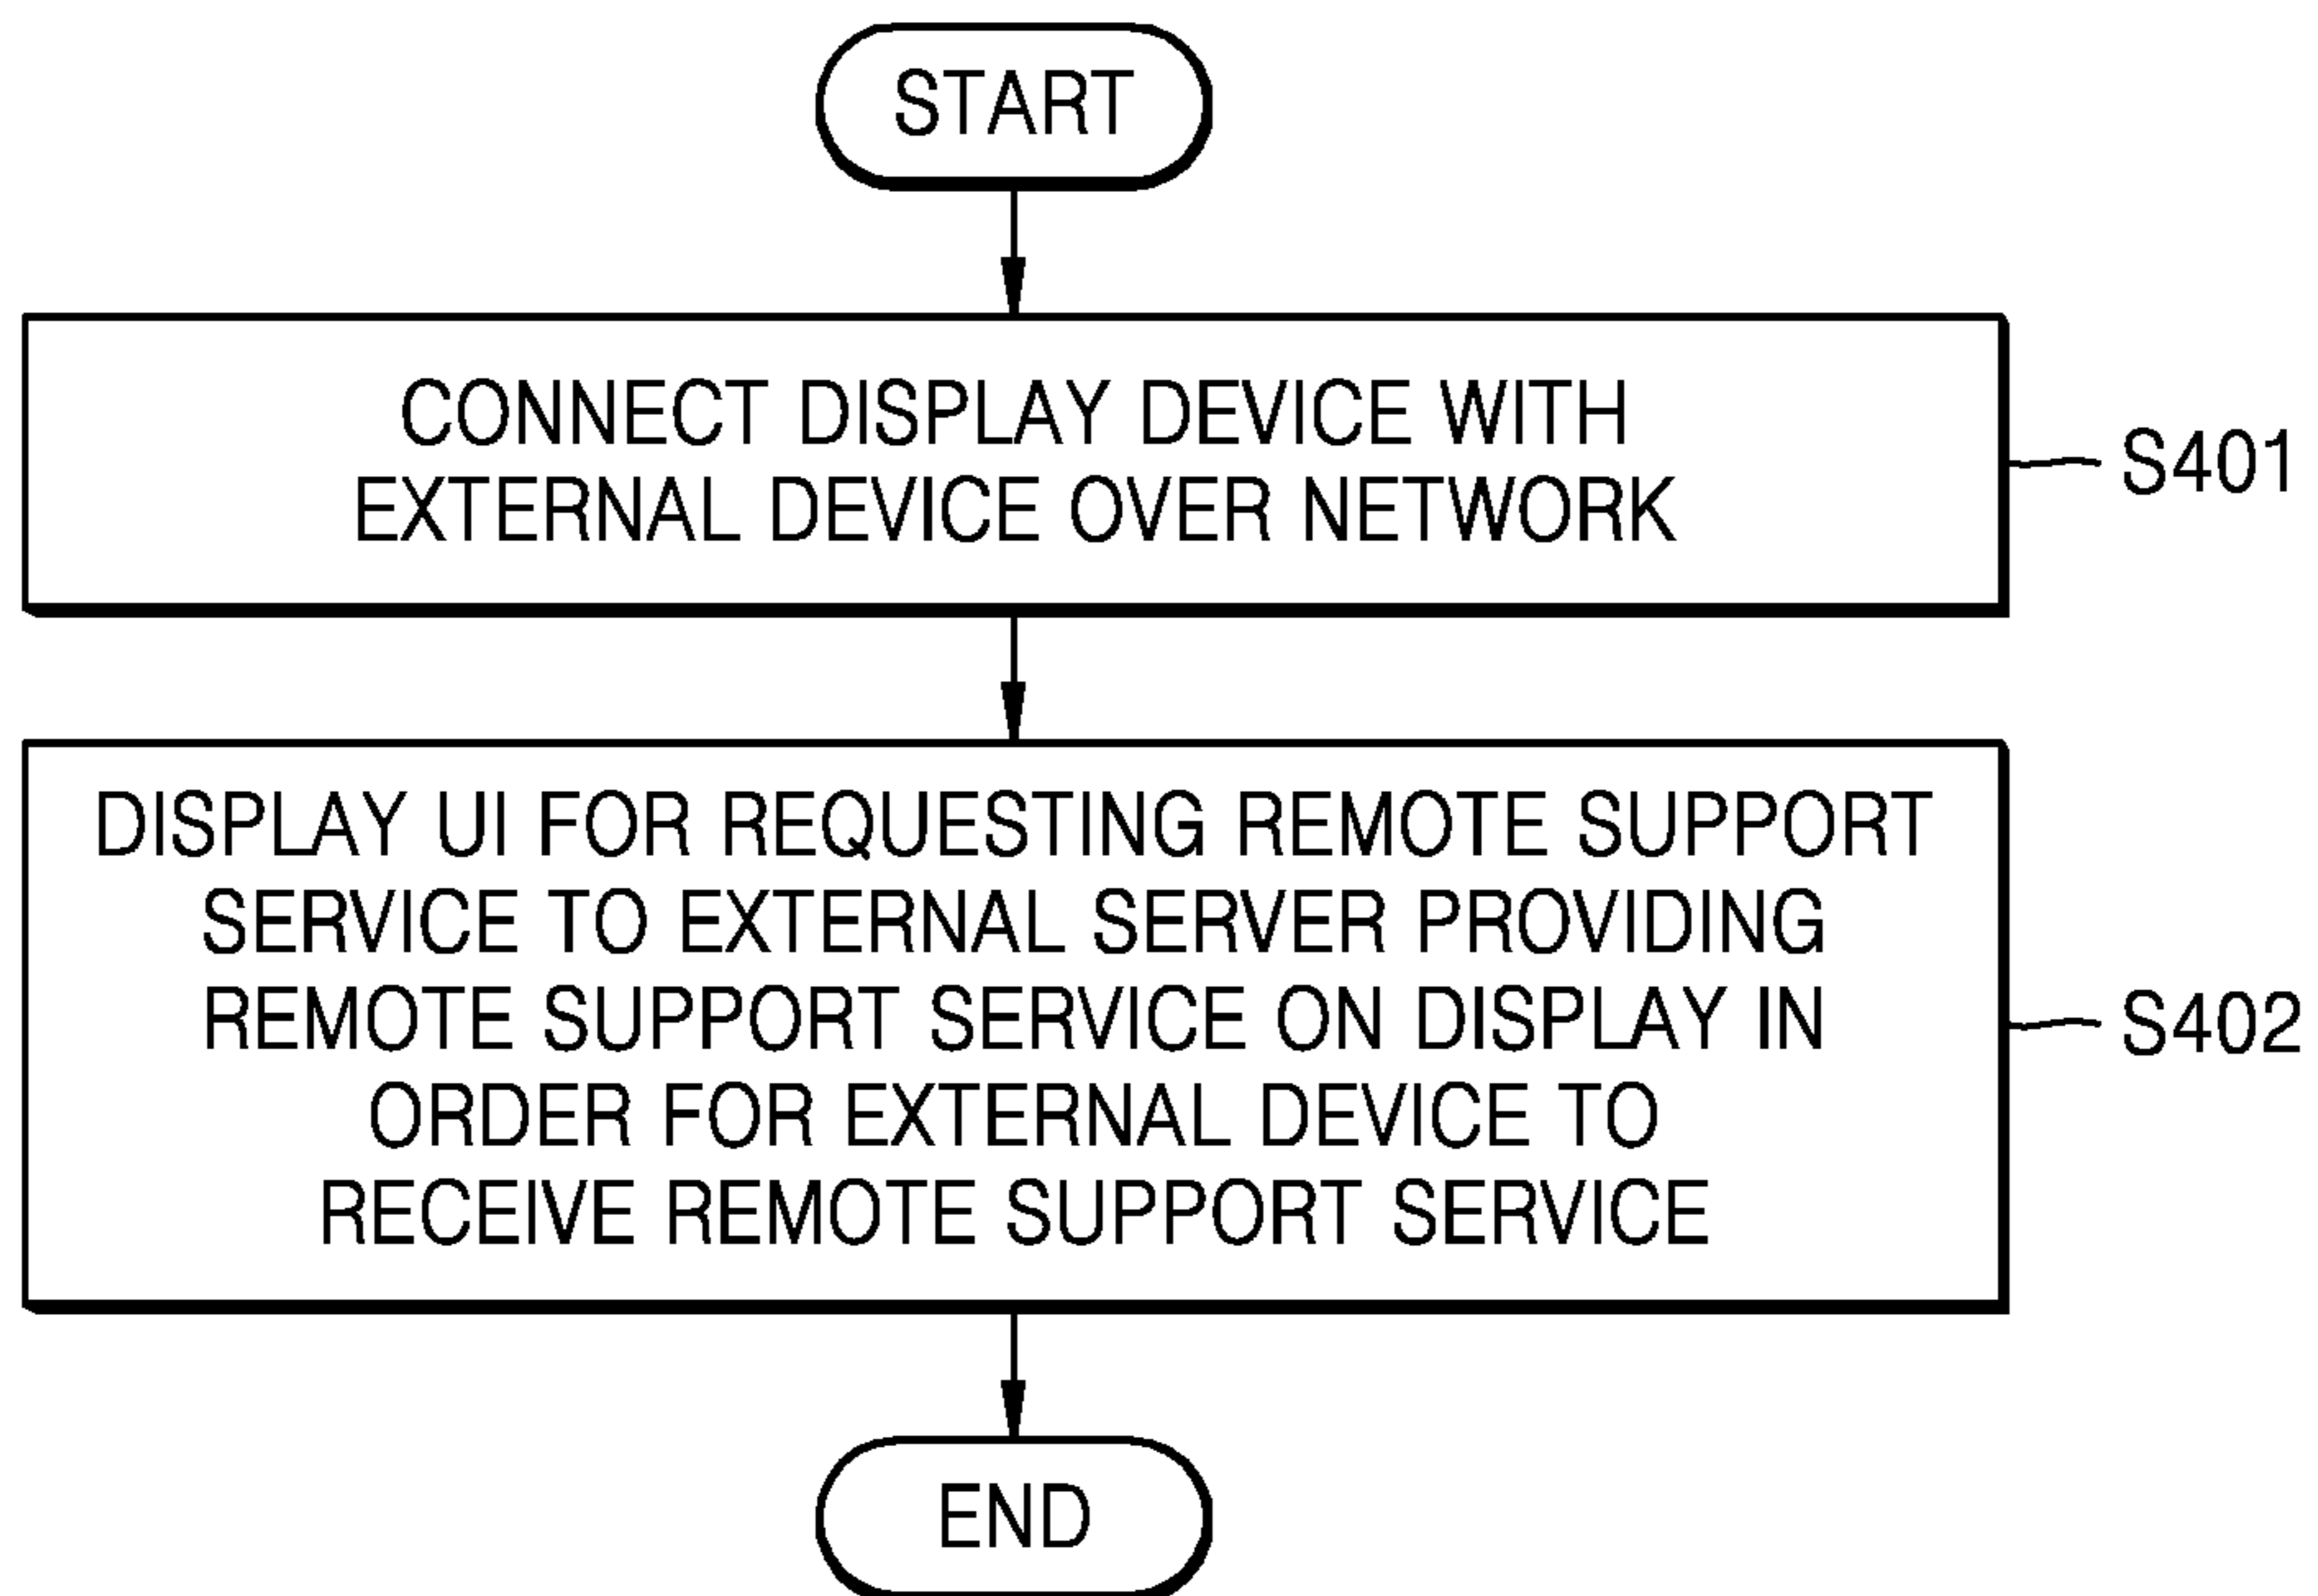 START
CONNECT DISPLAY DEVICE WITH
EXTERNAL DEVICE OVER NETWORK
S401
DISPLAY UI FOR REQUESTING REMOTE SUPPORT
SERVICE TO EXTERNAL SERVER PROVIDING
REMOTE SUPPORT SERVICE ON DISPLAY IN
ORDER FOR EXTERNAL DEVICE TO
RECEIVE REMOTE SUPPORT SERVICE
S402
END